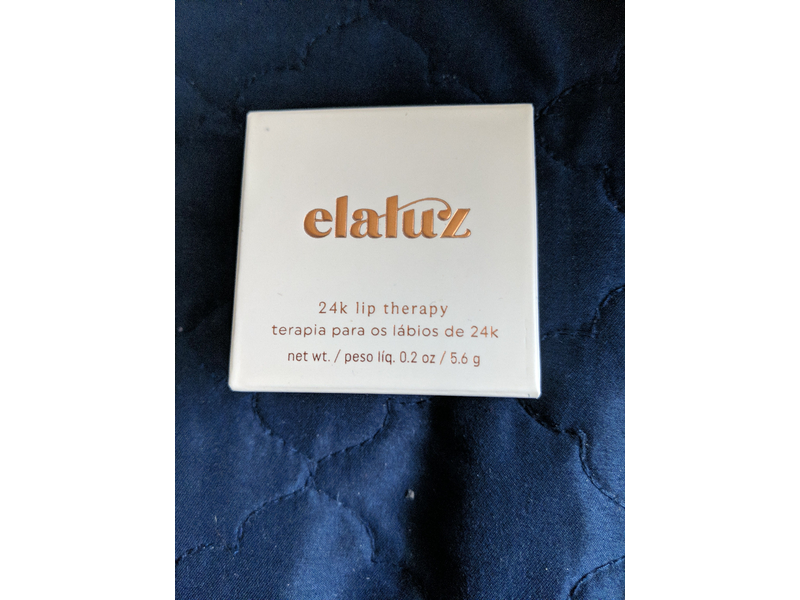 elaluz
24k lip therapy
terapia para os lábios de 24k
net wt. / peso líq. 0.2 oz / 5.6 g